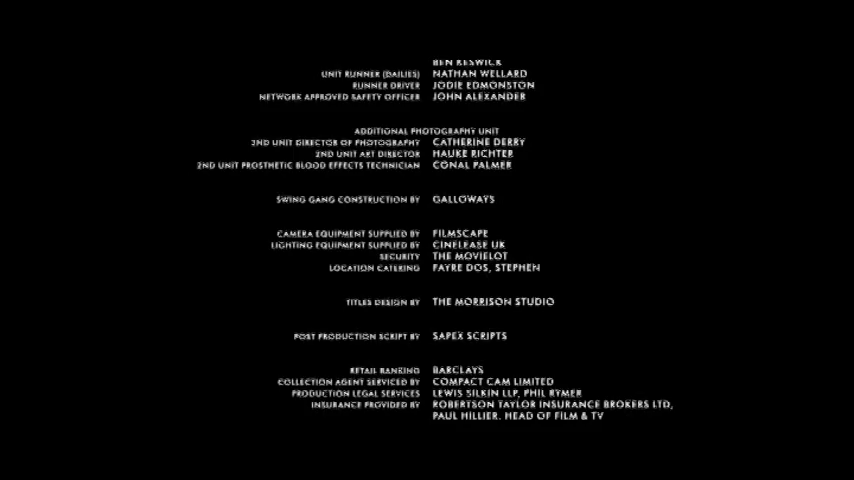 BEN KESWICK
UNIT RUNNER (DAILIES) NATHAN WELLARD
RUNNER DRIVER JODIE EDMONSTON
NETWORK APPROVED SAFETY OFFICER JOHN ALEXANDER
ADDITIONAL PHOTOGRAPHY UNIT
2ND UNIT DIRECTOR OF PHOTOGRAPHY CATHERINE DERRY
2ND UNIT ART DIRECTOR HAUKE RICHTER
2ND UNIT PROSTHETIC BLOOD EFFECTS TECHNICIAN CONAL PALMER
SWING GANG CONSTRUCTION BY GALLOWAYS
CAMERA EQUIPMENT SUPPLIED BY FILMSCAPE
LIGHTING EQUIPMENT SUPPLIED BY CINELEASE UK
SECURITY THE MOVIELOT
LOCATION CATERING FAYRE DOS, STEPHEN
TITLES DESIGN BY THE MORRISON STUDIO
POST PRODUCTION SCRIPT BY SAPEX SCRIPTS
RETAIL BANKING BARCLAYS
COLLECTION AGENT SERVICED BY COMPACT CAM LIMITED
PRODUCTION LEGAL SERVICES LEWIS SILKIN LLP, PHIL RYMER
INSURANCE PROVIDED BY ROBERTSON TAYLOR INSURANCE BROKERS LTD,
PAUL HILLIER, HEAD OF FILM & TV